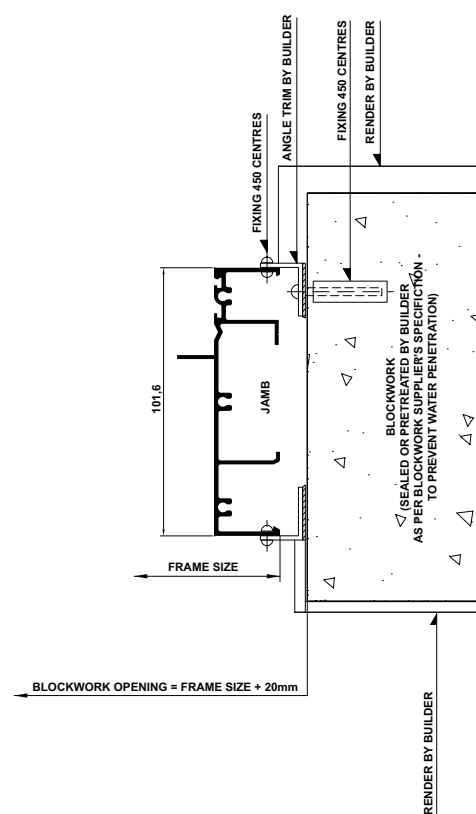 FIXING 450 CENTRES
ANGLE TRIM BY BUILDER
FIXING 450 CENTRES
RENDER BY BUILDER
101,6
JAMB
BLOCKWORK
(SEALED OR PRETREATED BY BUILDER
AS PER BLOCKWORK SUPPLIER'S SPECIFICTION -
TO PREVENT WATER PENETRATION)
FRAME SIZE
BLOCKWORK OPENING = FRAME SIZE + 20mm
RENDER BY BUILDER